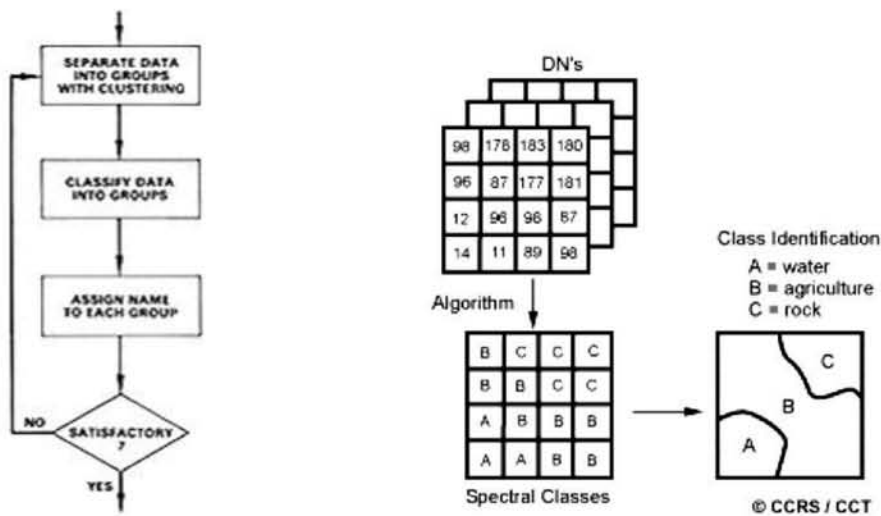 SEPARATE DATA
INTO GROUPS
WITH CLUSTERING
CLASSIFY DATA
INTO GROUPS
ASSIGN NAME
TO EACH GROUP
NO
SATISFACTORY
?
YES
DN's
98 178 183 180
96 87 177 181
12 96 96 87
14 11 89 98
Algorithm
B C C C
B B C C
A B B B
A A B B
Spectral Classes
Class Identification
A = water
B = agriculture
C = rock
C
B
A
© CCRS / CCT